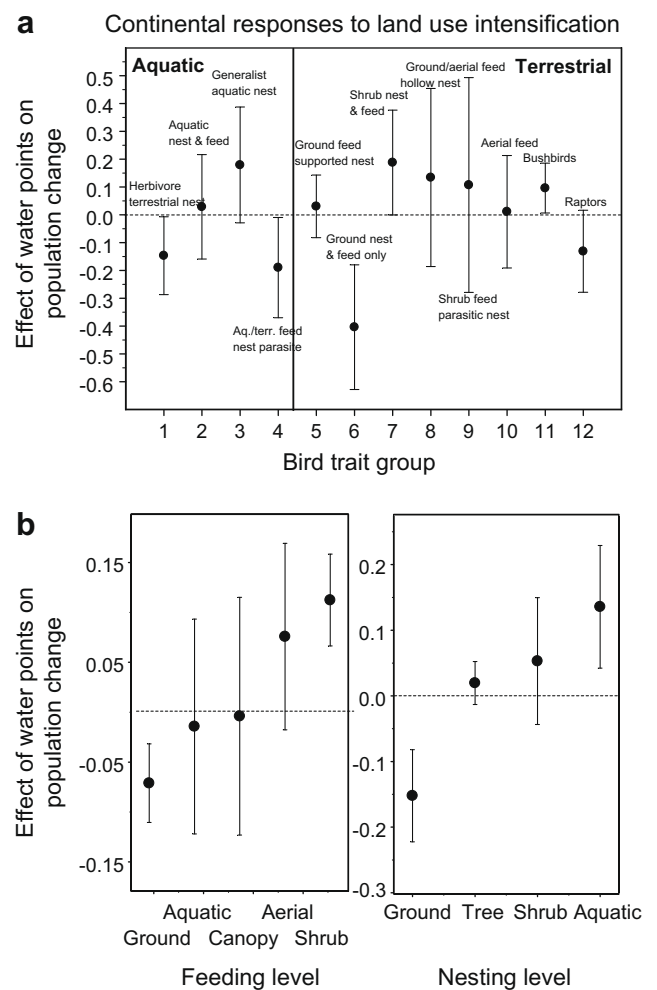 a
Continental responses to land use intensification
Aquatic
Terrestrial
Effect of water points on
population change
0.5
0.4
0.3
0.2
0.1
0.0
-0.1
-0.2
-0.3
-0.4
-0.5
-0.6
Herbivore
terrestrial nest
Aquatic
nest & feed
Generalist
aquatic nest
Aq./terr. feed
nest parasite
Ground feed
supported nest
Ground nest
& feed only
Shrub nest
& feed
Ground/aerial feed
hollow nest
Shrub feed
parasitic nest
Aerial feed
Bushbirds
Raptors
1 2 3 4 5 6 7 8 9 10 11 12
Bird trait group
b
Effect of water points on
population change
0.15
0.05
-0.05
-0.15
Aquatic Aerial
Ground Canopy Shrub
Feeding level
0.2
0.1
0.0
-0.1
-0.2
-0.3
Ground Tree Shrub Aquatic
Nesting level